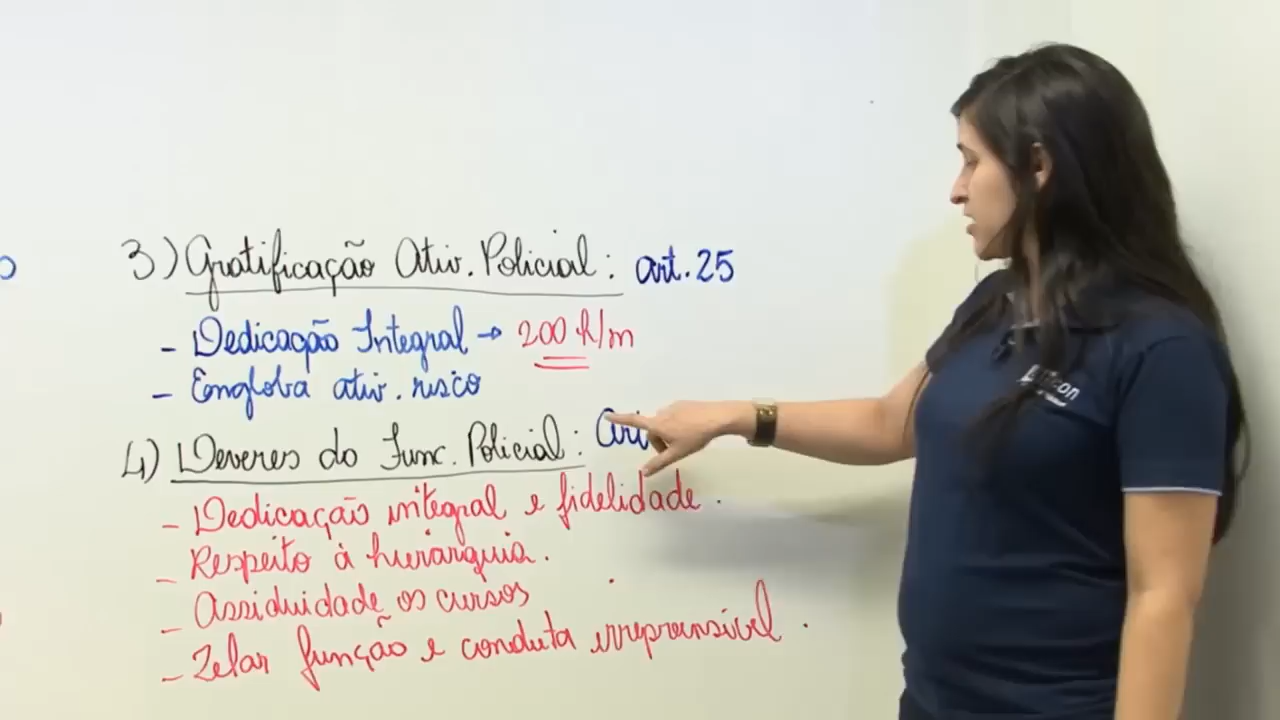 3) Gratificação Ativ. Policial: art. 25
- Dedicação Integral → 200 h/m
- Engloba ativ. risco
4) Deveres do Func. Policial:
- Dedicação integral e fidelidade.
- Respeito à hierarquia.
- Assiduidade os cursos
- Zelar função e conduta irreprensível.